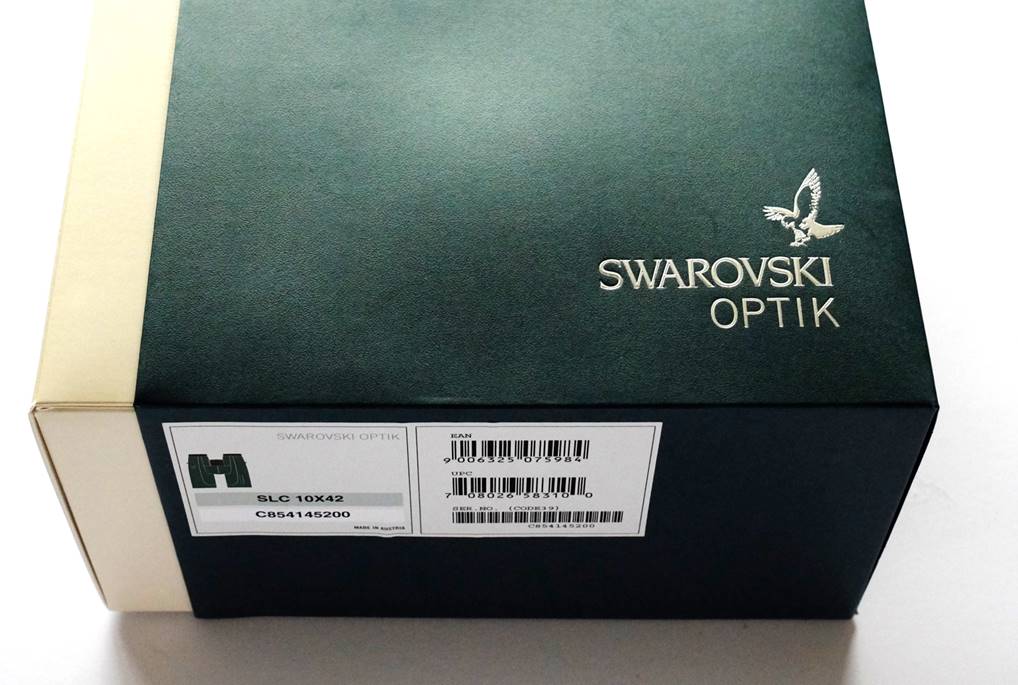 SWAROVSKI
OPTIK
SWAROVSKI OPTIK
SLC 10X42
C854145200
MADE IN AUSTRIA
EAN
9 006325 075984
UPC
7 08026 58310 0
SER.NO. (CODE39)
C854145200